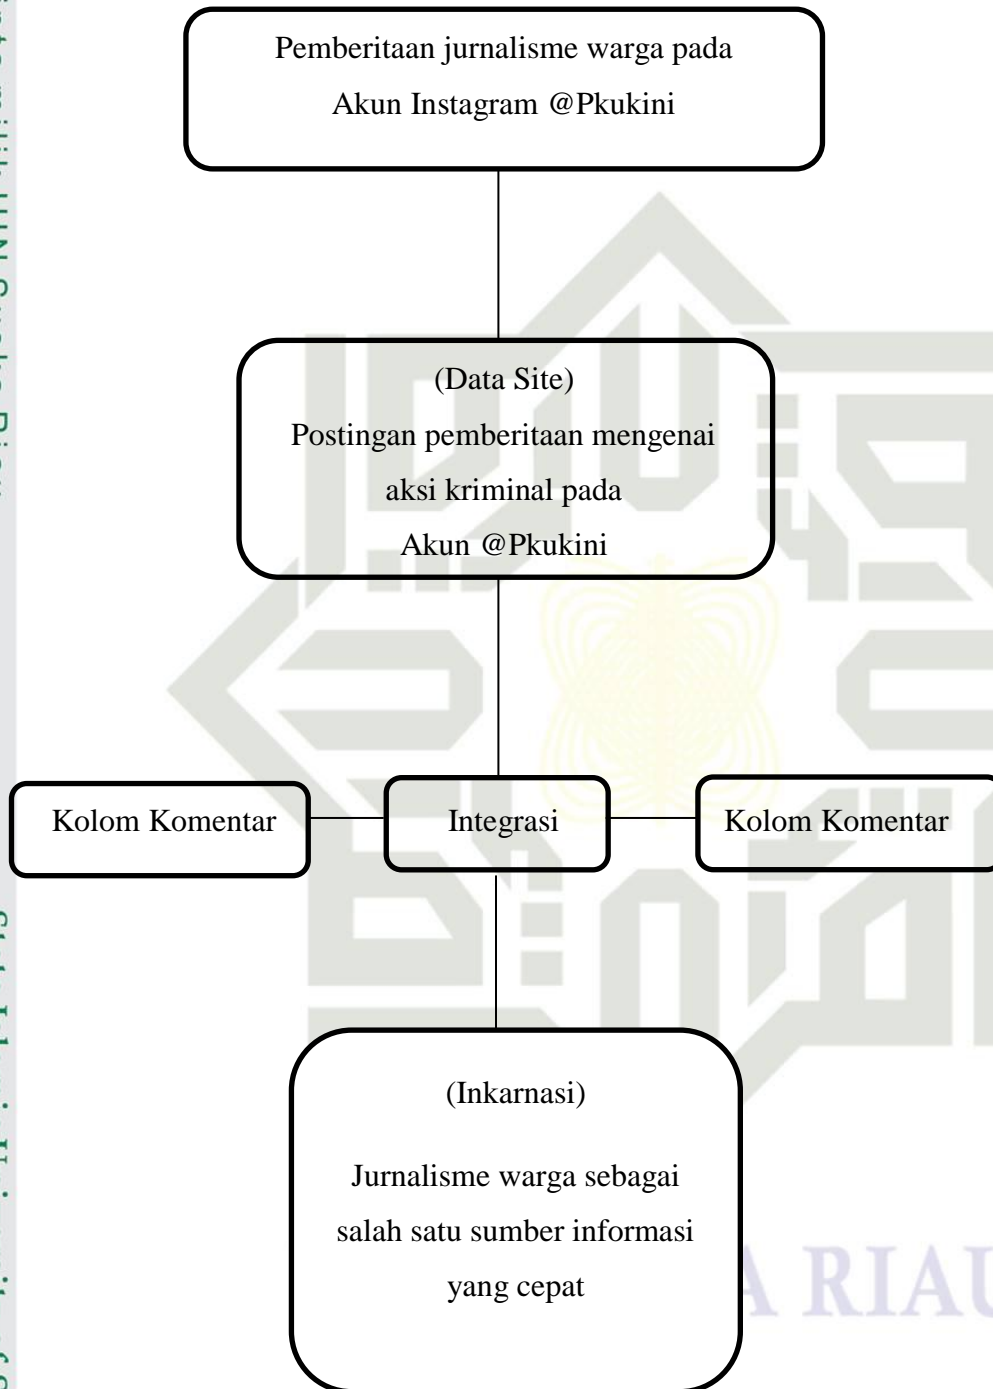 Pemberitaan jurnalisme warga pada
Akun Instagram @Pkukini
(Data Site)
Postingan pemberitaan mengenai
aksi kriminal pada
Akun @Pkukini
Kolom Komentar
Integrasi
Kolom Komentar
(Inkarnasi)
Jurnalisme warga sebagai
salah satu sumber informasi
yang cepat
A RIAU